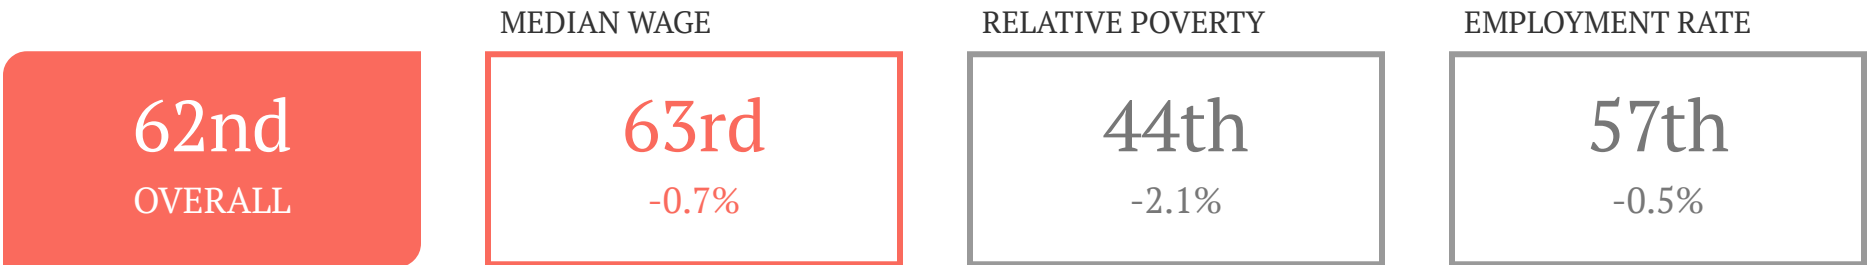 MEDIAN WAGE
RELATIVE POVERTY
EMPLOYMENT RATE
62nd
OVERALL
63rd
-0.7%
44th
-2.1%
57th
-0.5%